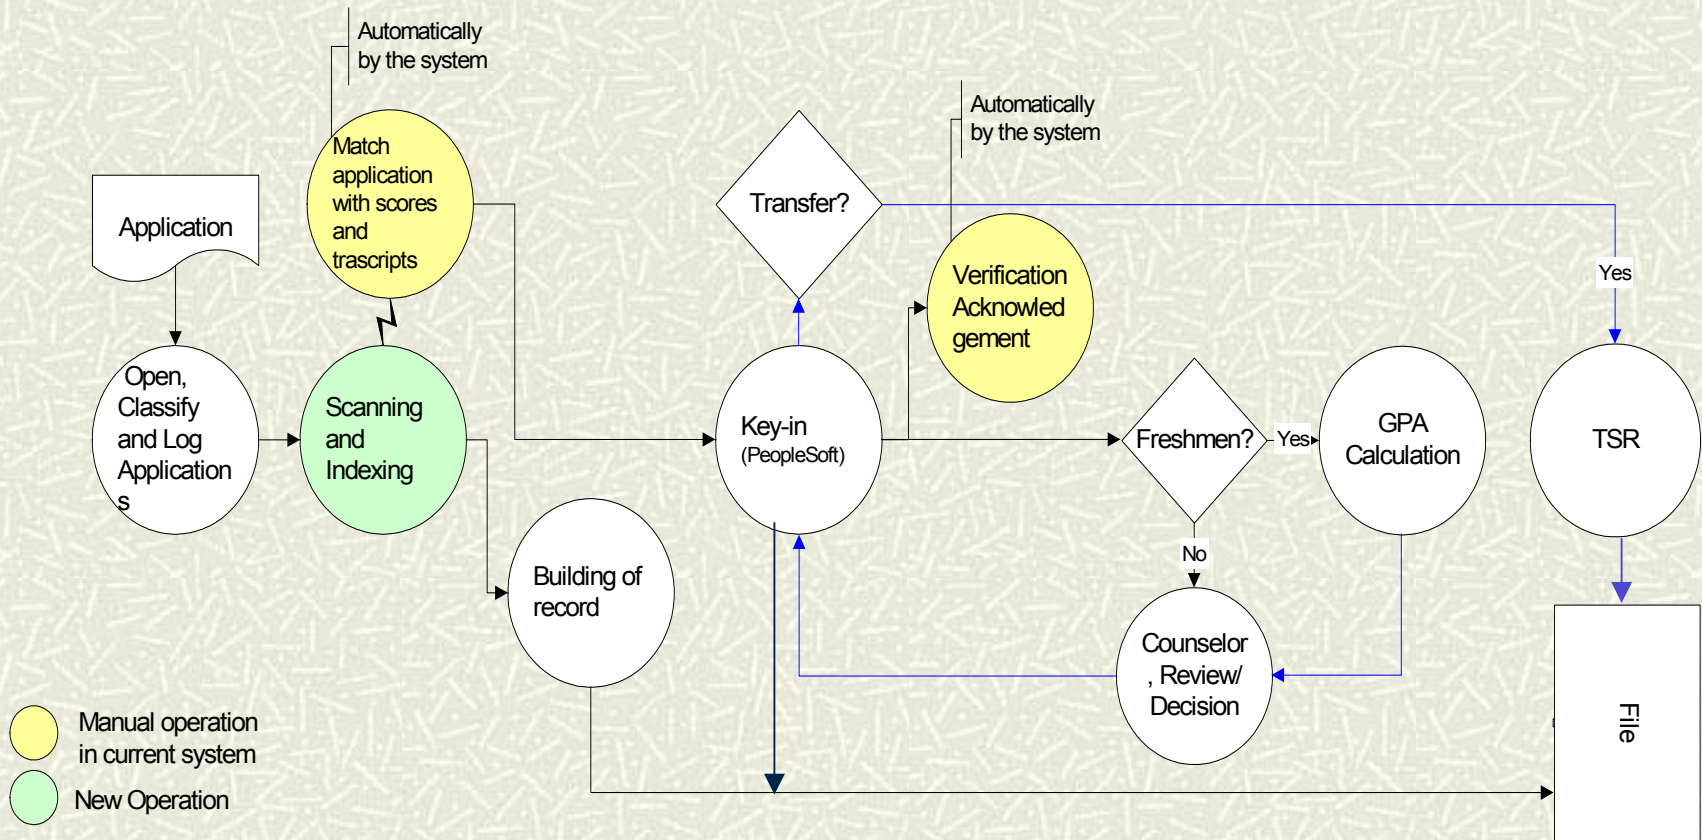 Automatically
by the system
Automatically
by the system
Match
application
with scores
and
trascripts
Application
Transfer?
Verification
Acknowled
gement
Yes
Open,
Classify
and Log
Application
s
Scanning
and
Indexing
Key-in
(PeopleSoft)
Freshmen?
Yes
GPA
Calculation
TSR
No
Building of
record
Counselor
, Review/
Decision
File
Manual operation
in current system
New Operation